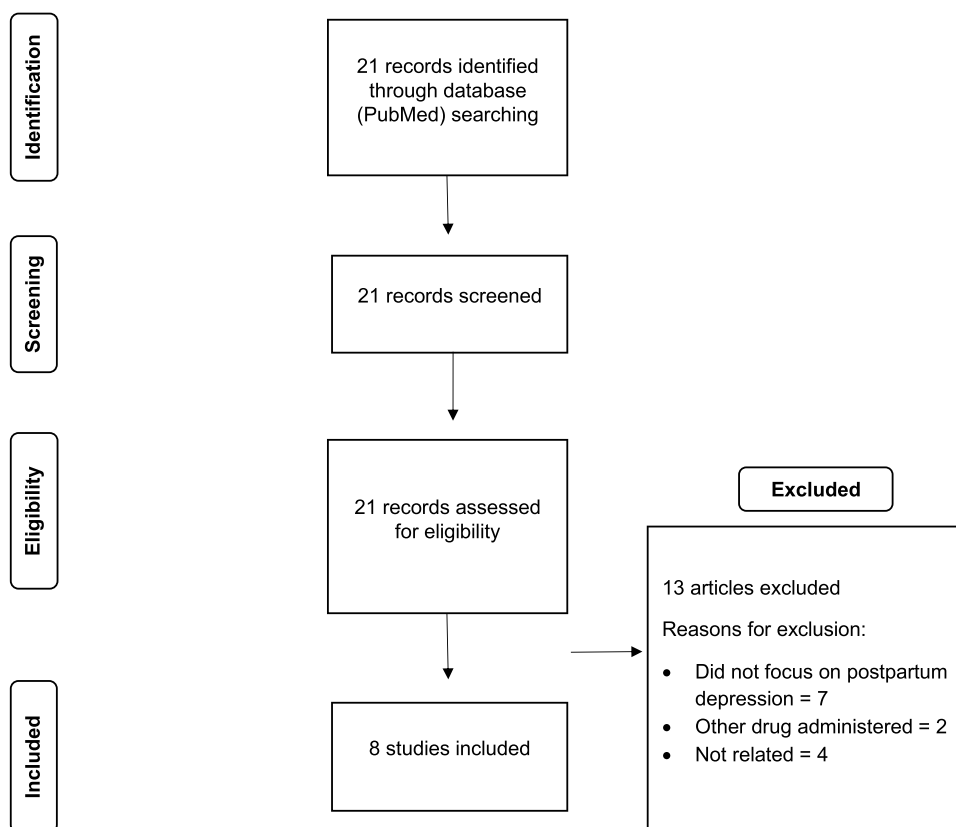 Identification
21 records identified
through database
(PubMed) searching
Screening
21 records screened
Eligibility
21 records assessed
for eligibility
Excluded
13 articles excluded
Reasons for exclusion:
• Did not focus on postpartum
depression = 7
• Other drug administered = 2
• Not related = 4
Included
8 studies included